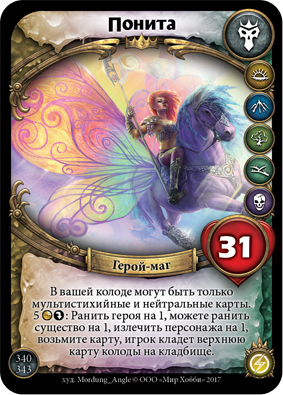 Понита
Герой-маг
31
В вашей колоде могут быть только
мультистихийные и нейтральные карты.
5: Ранить героя на 1, можете ранить
существо на 1, излечить персонажа на 1,
возьмите карту, игрок кладет верхнюю
карту колоды на кладбище.
340
343
худ. Mordung_Angle © ООО «Мир Хобби» 2017